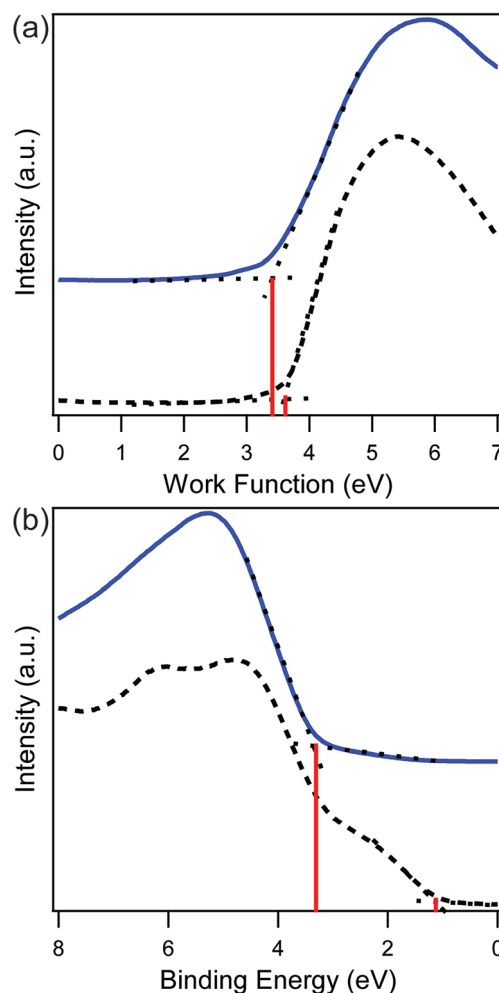 (a)
Intensity (a.u.)
0 1 2 3 4 5 6 7
Work Function (eV)
(b)
Intensity (a.u.)
8 6 4 2 0
Binding Energy (eV)